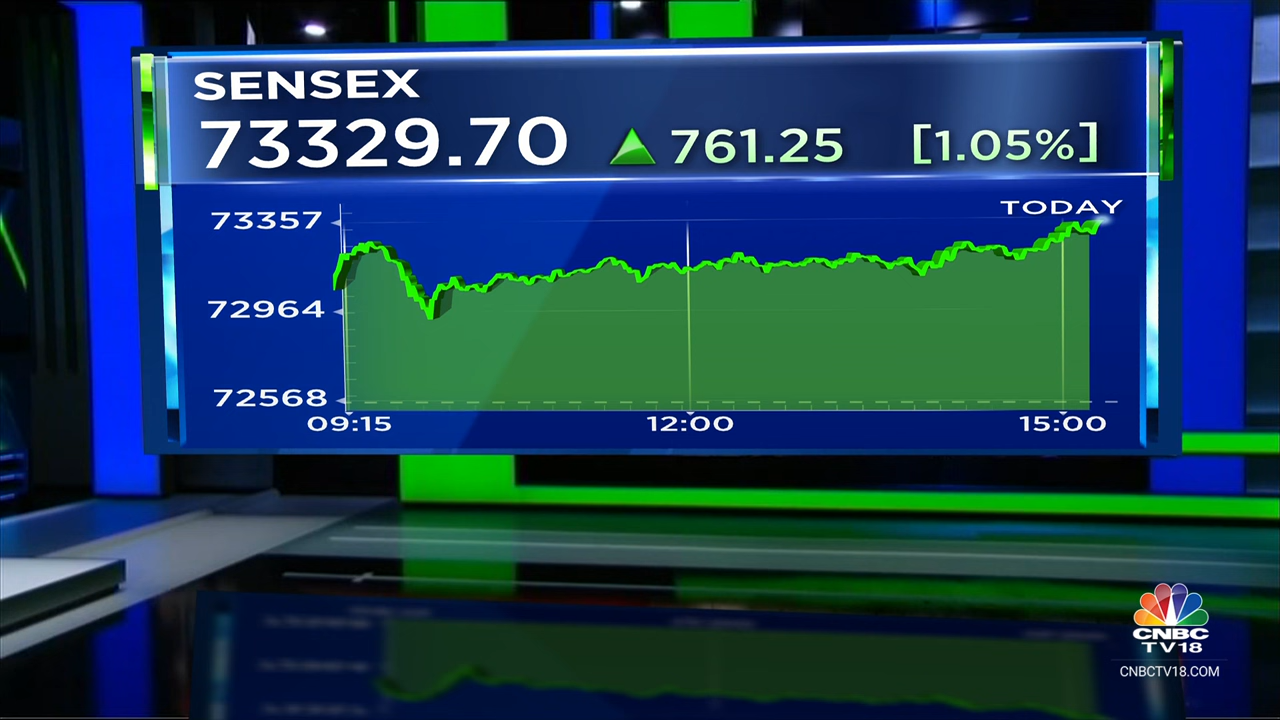 SENSEX
73329.70 ▲ 761.25 [1.05%]
TODAY
73357
72964
72568
09:15 12:00 15:00
CNBC
TV18
CNBCTV18.COM